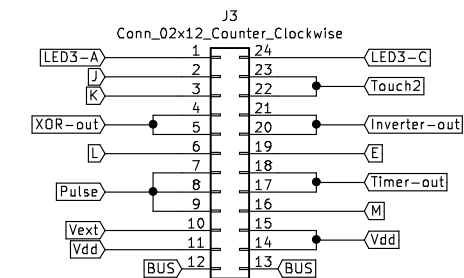 J3
Conn_02x12_Counter_Clockwise
LED3-A 1 24 LED3-C
J 2 23
Touch2
K 3 22
4 21
XOR-out Inverter-out
5 20
L 6 19 E
7 18
Pulse 8 17 Timer-out
9 16 M
Vext 10 15
Vdd
Vdd 11 14
BUS 12 13 BUS